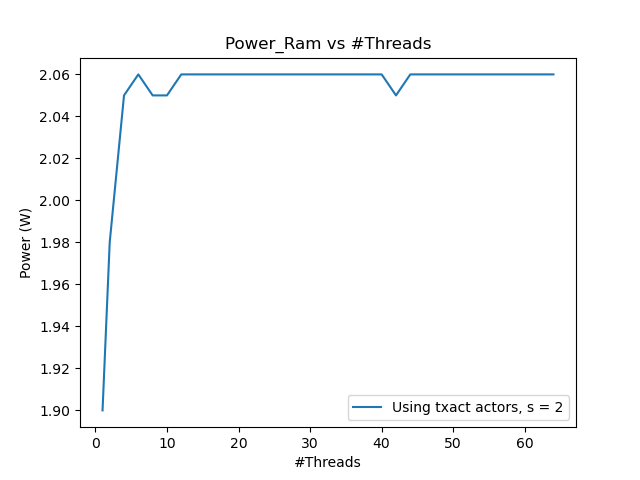 Power_Ram vs #Threads
2.06
2.04
2.02
2.00
1.98
1.96
1.94
1.92
1.90
Power (W)
Using txact actors, s = 2
0 10 20 30 40 50 60
#Threads